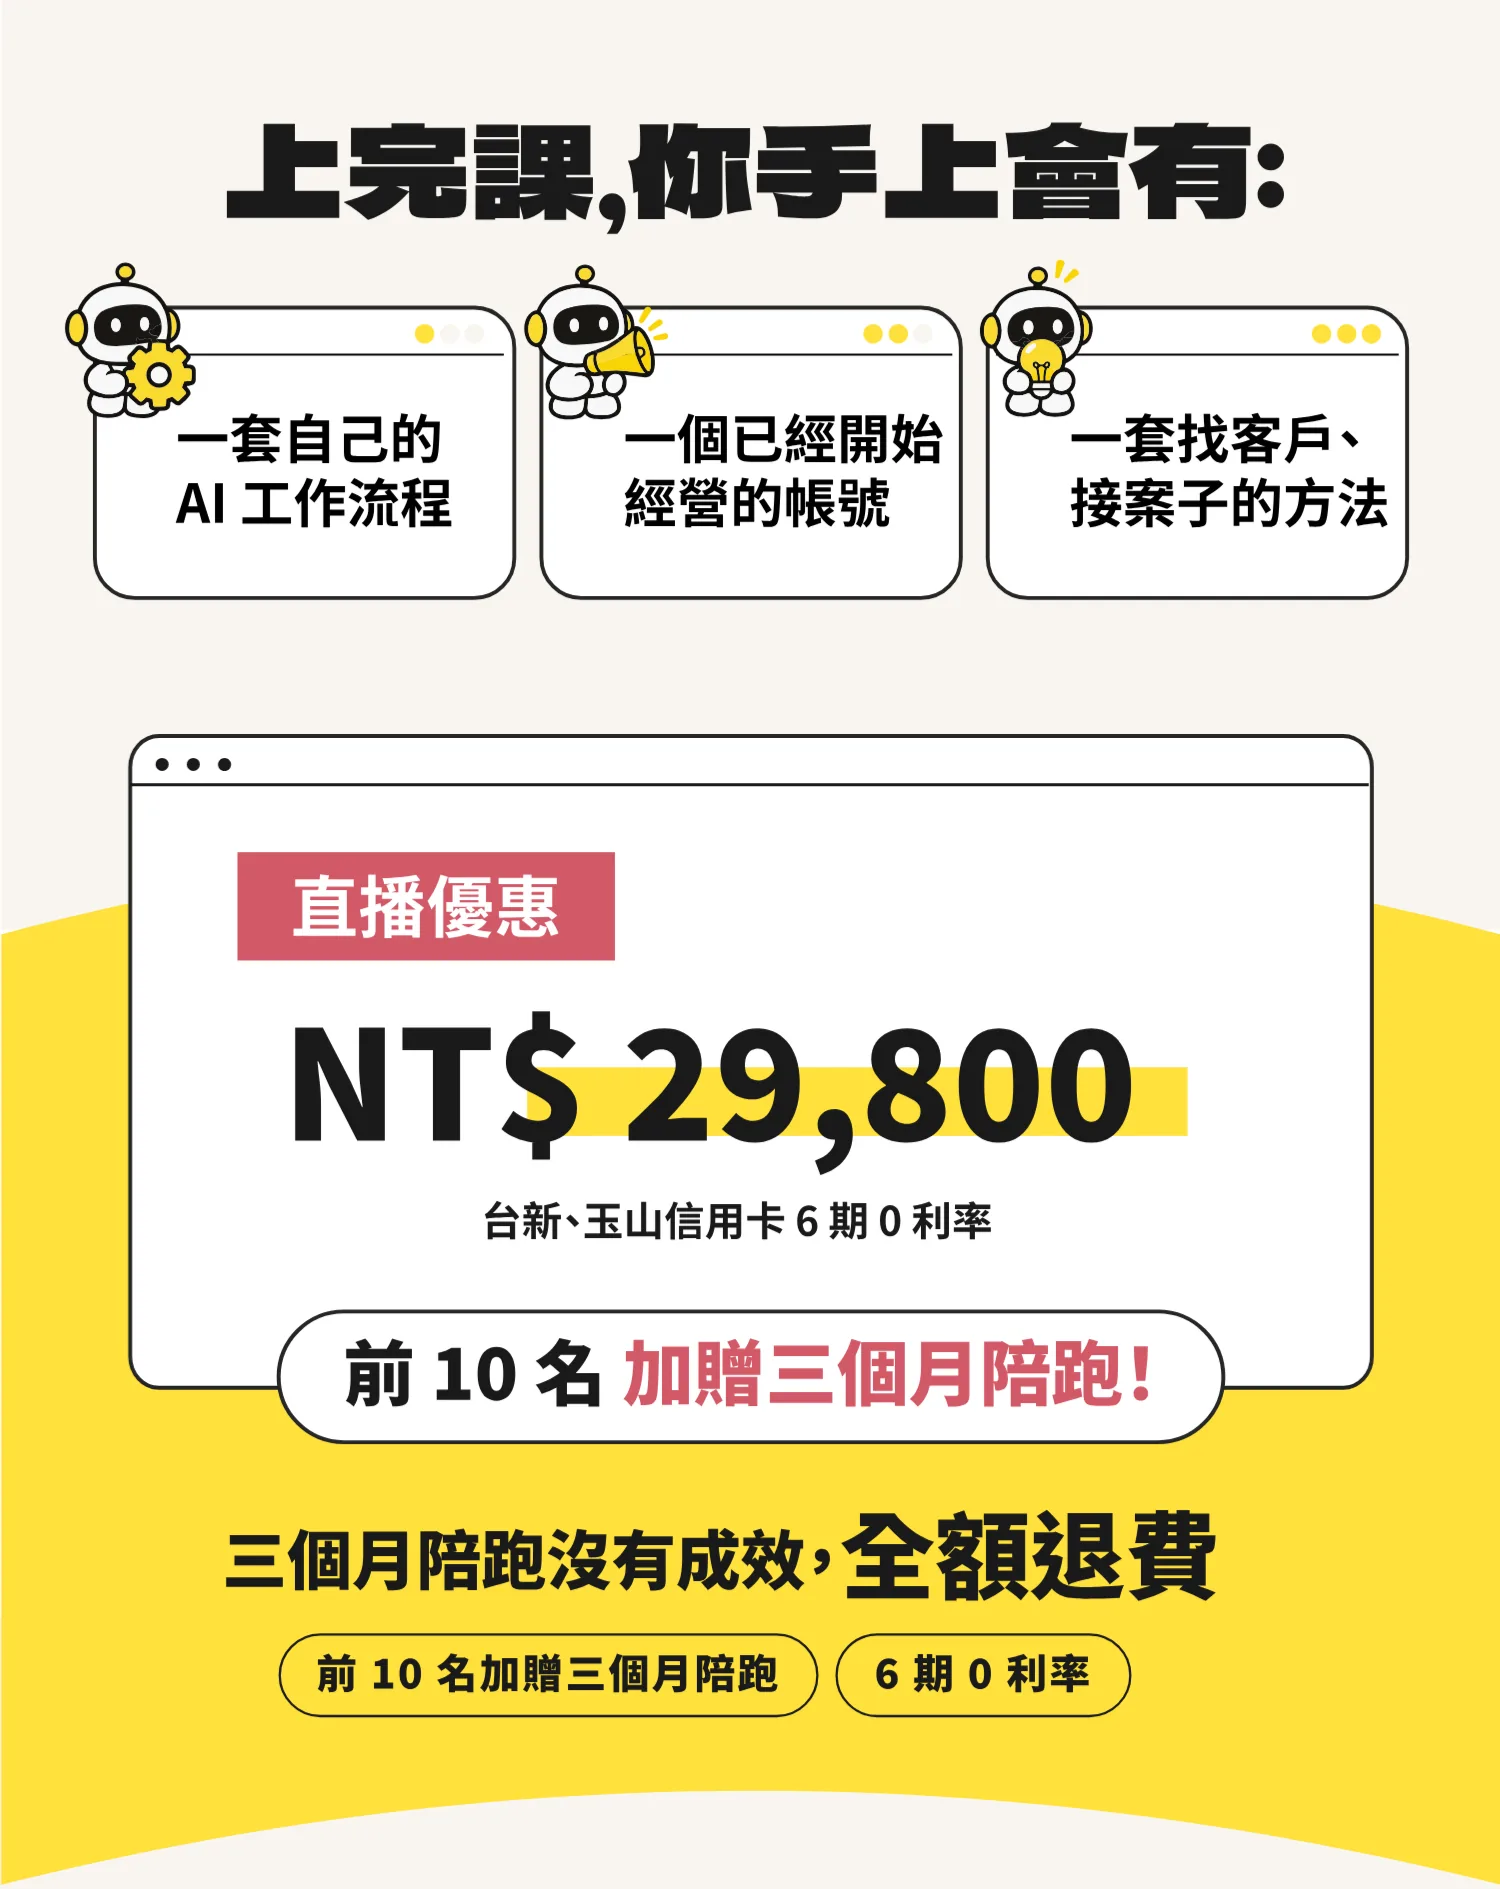 上完課,你手上會有:
一套自己的
AI 工作流程
一個已經開始
經營的帳號
一套找客戶、
接案子的方法
直播優惠
NT$ 29,800
台新、玉山信用卡 6 期 0 利率
前 10 名 加贈三個月陪跑!
三個月陪跑沒有成效,全額退費
前 10 名加贈三個月陪跑
6 期 0 利率